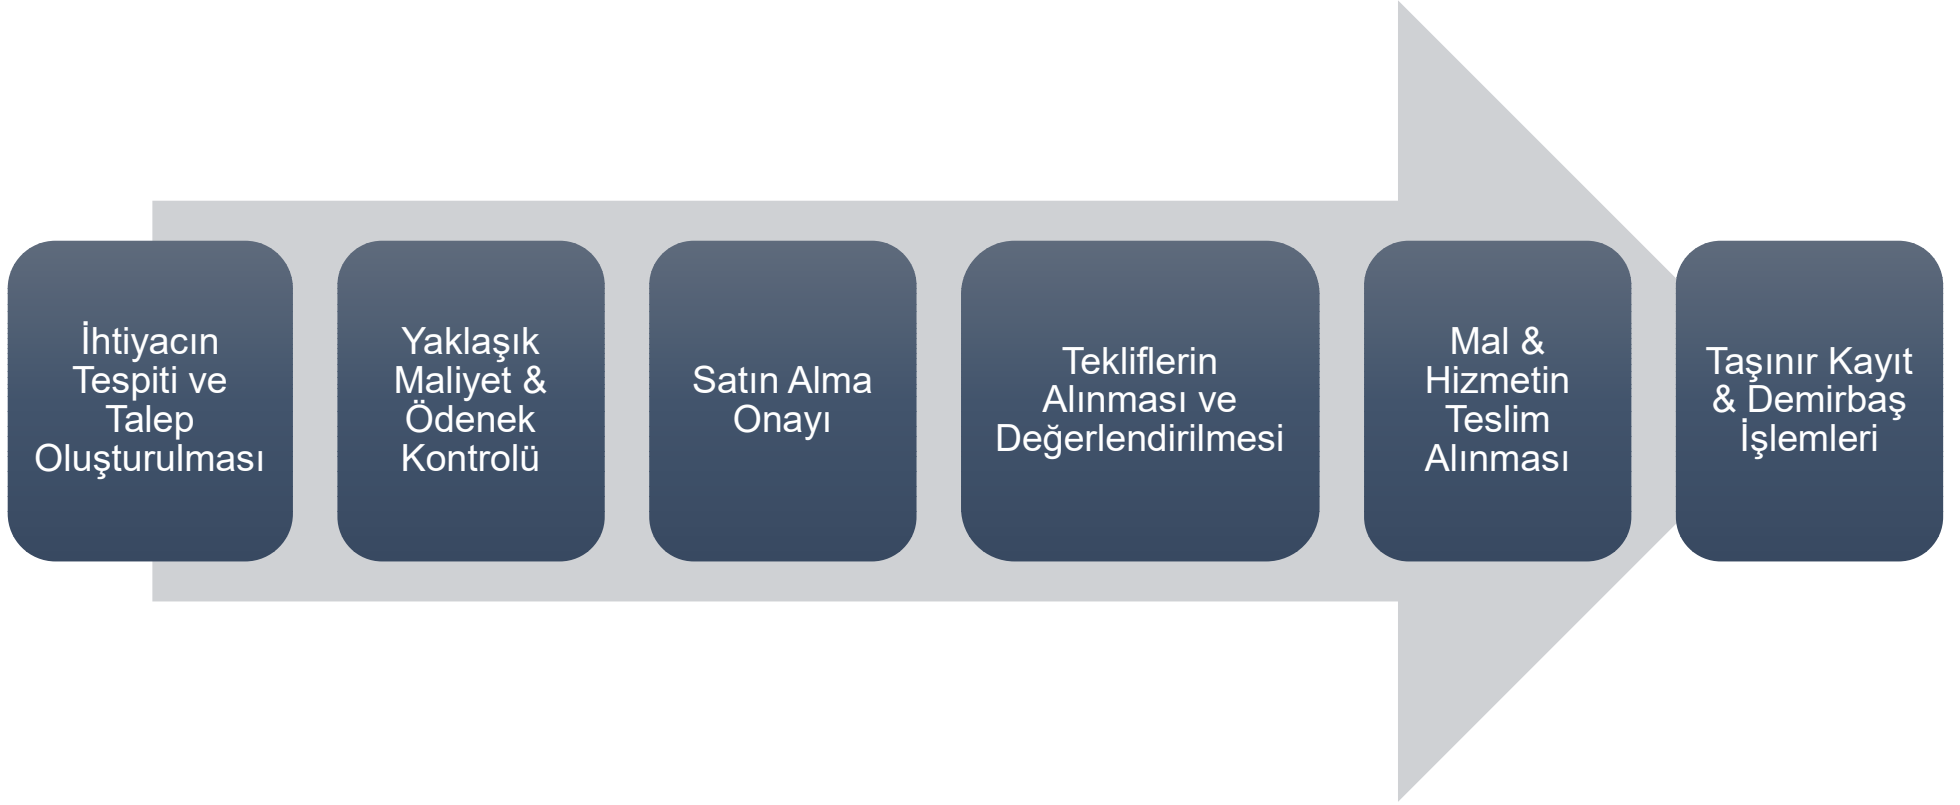 İhtiyacın
Tespiti ve
Talep
Oluşturulması
Yaklaşık
Maliyet &
Ödenek
Kontrolü
Satın Alma
Onayı
Tekliflerin
Alınması ve
Değerlendirilmesi
Mal &
Hizmetin
Teslim
Alınması
Taşınır Kayıt
& Demirbaş
İşlemleri